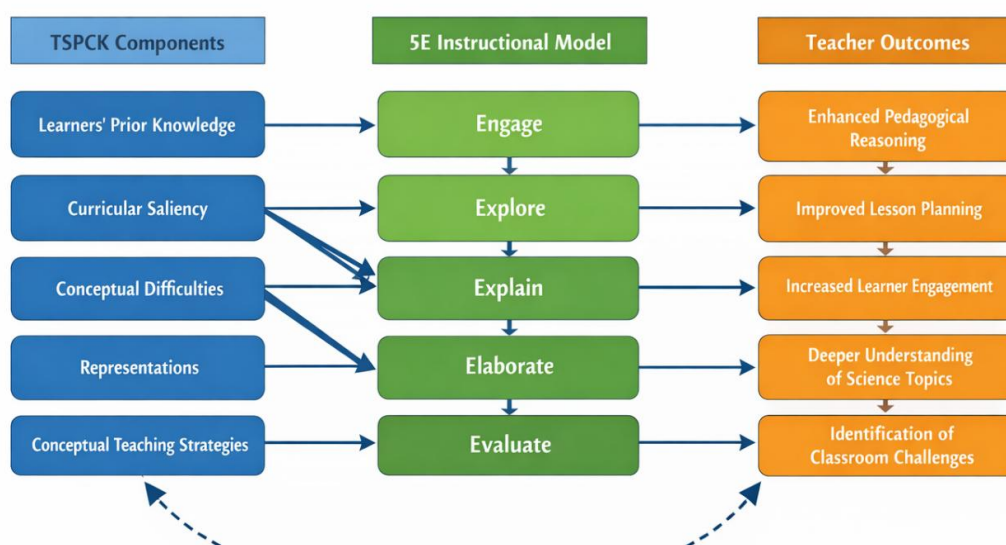 TSPCK Components
5E Instructional Model
Teacher Outcomes
Learners' Prior Knowledge
Engage
Enhanced Pedagogical
Reasoning
Curricular Saliency
Explore
Improved Lesson Planning
Conceptual Difficulties
Explain
Increased Learner Engagement
Representations
Elaborate
Deeper Understanding
of Science Topics
Conceptual Teaching Strategies
Evaluate
Identification of
Classroom Challenges